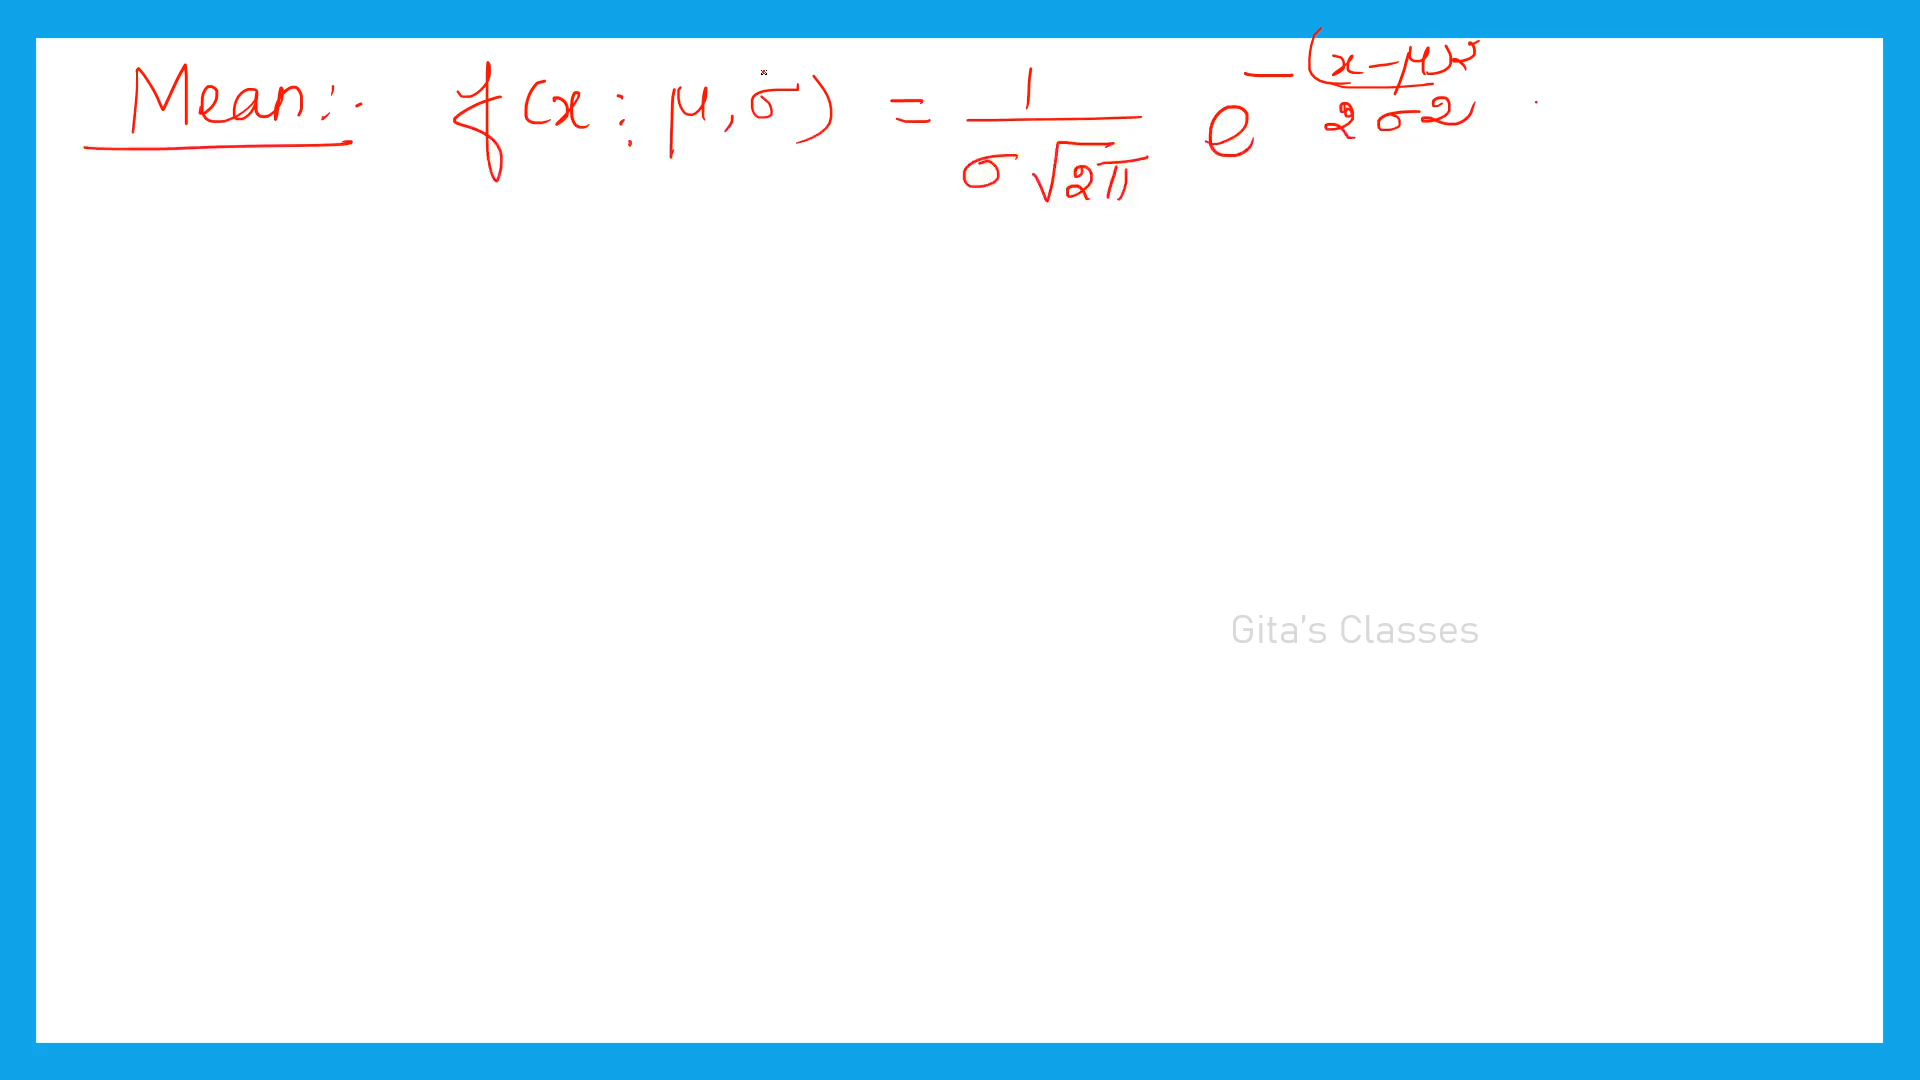 Mean:- f(x; μ, σ) = 1/(σ√2π) e^-(x-μ)²/2σ²
Gita's Classes